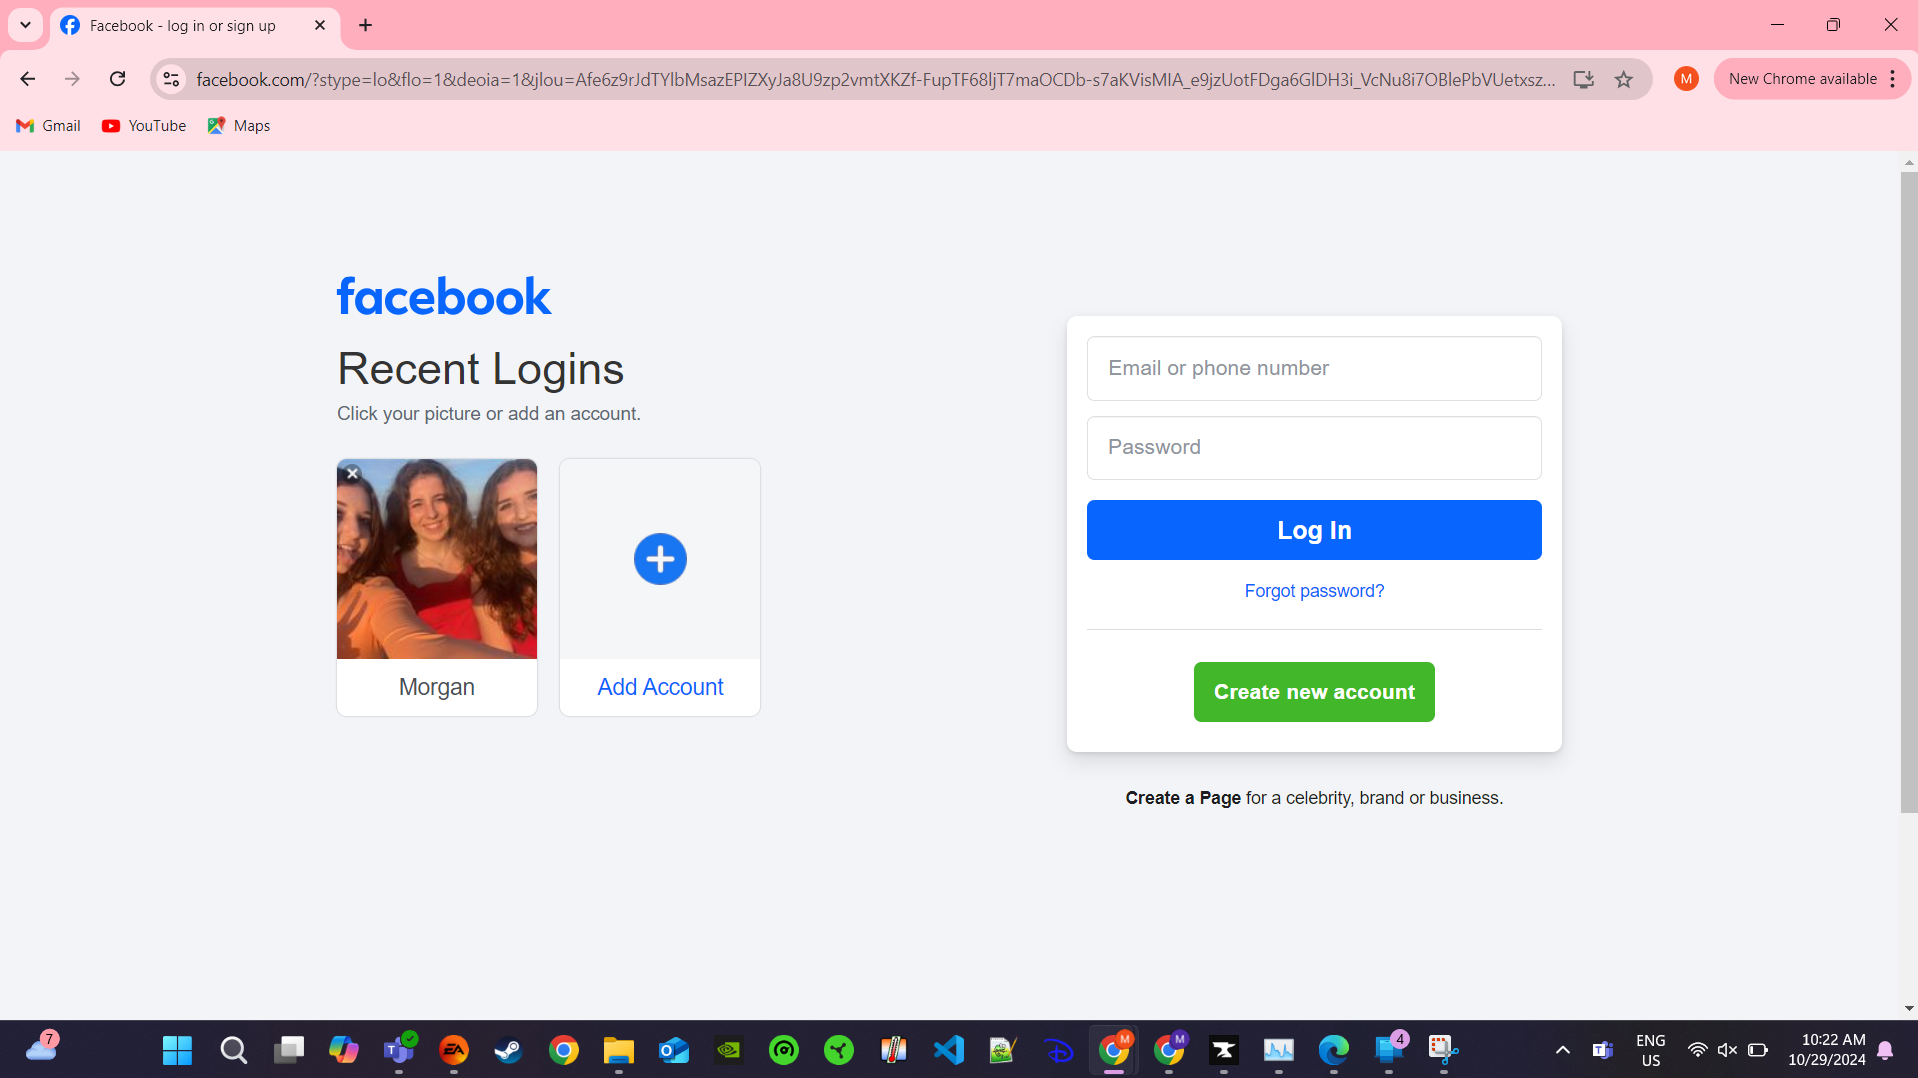 Facebook - log in or sign up
facebook.com/?stype=lo&flo=1&deoia=1&jlou=Afe6z9rJdTYlbMsazEPIZXyJa8U9zp2vmtXKZf-FupTF68ljT7maOCDb-s7aKVisMIA_e9jzUotFDga6GlDH3i_VcNu8i7OBlePbVUetxsz...
M
New Chrome available
Gmail
YouTube
Maps
facebook
Recent Logins
Click your picture or add an account.
Morgan
Add Account
Email or phone number
Password
Log In
Forgot password?
Create new account
Create a Page for a celebrity, brand or business.
7
EA
M
M
4
ENG
US
10:22 AM
10/29/2024